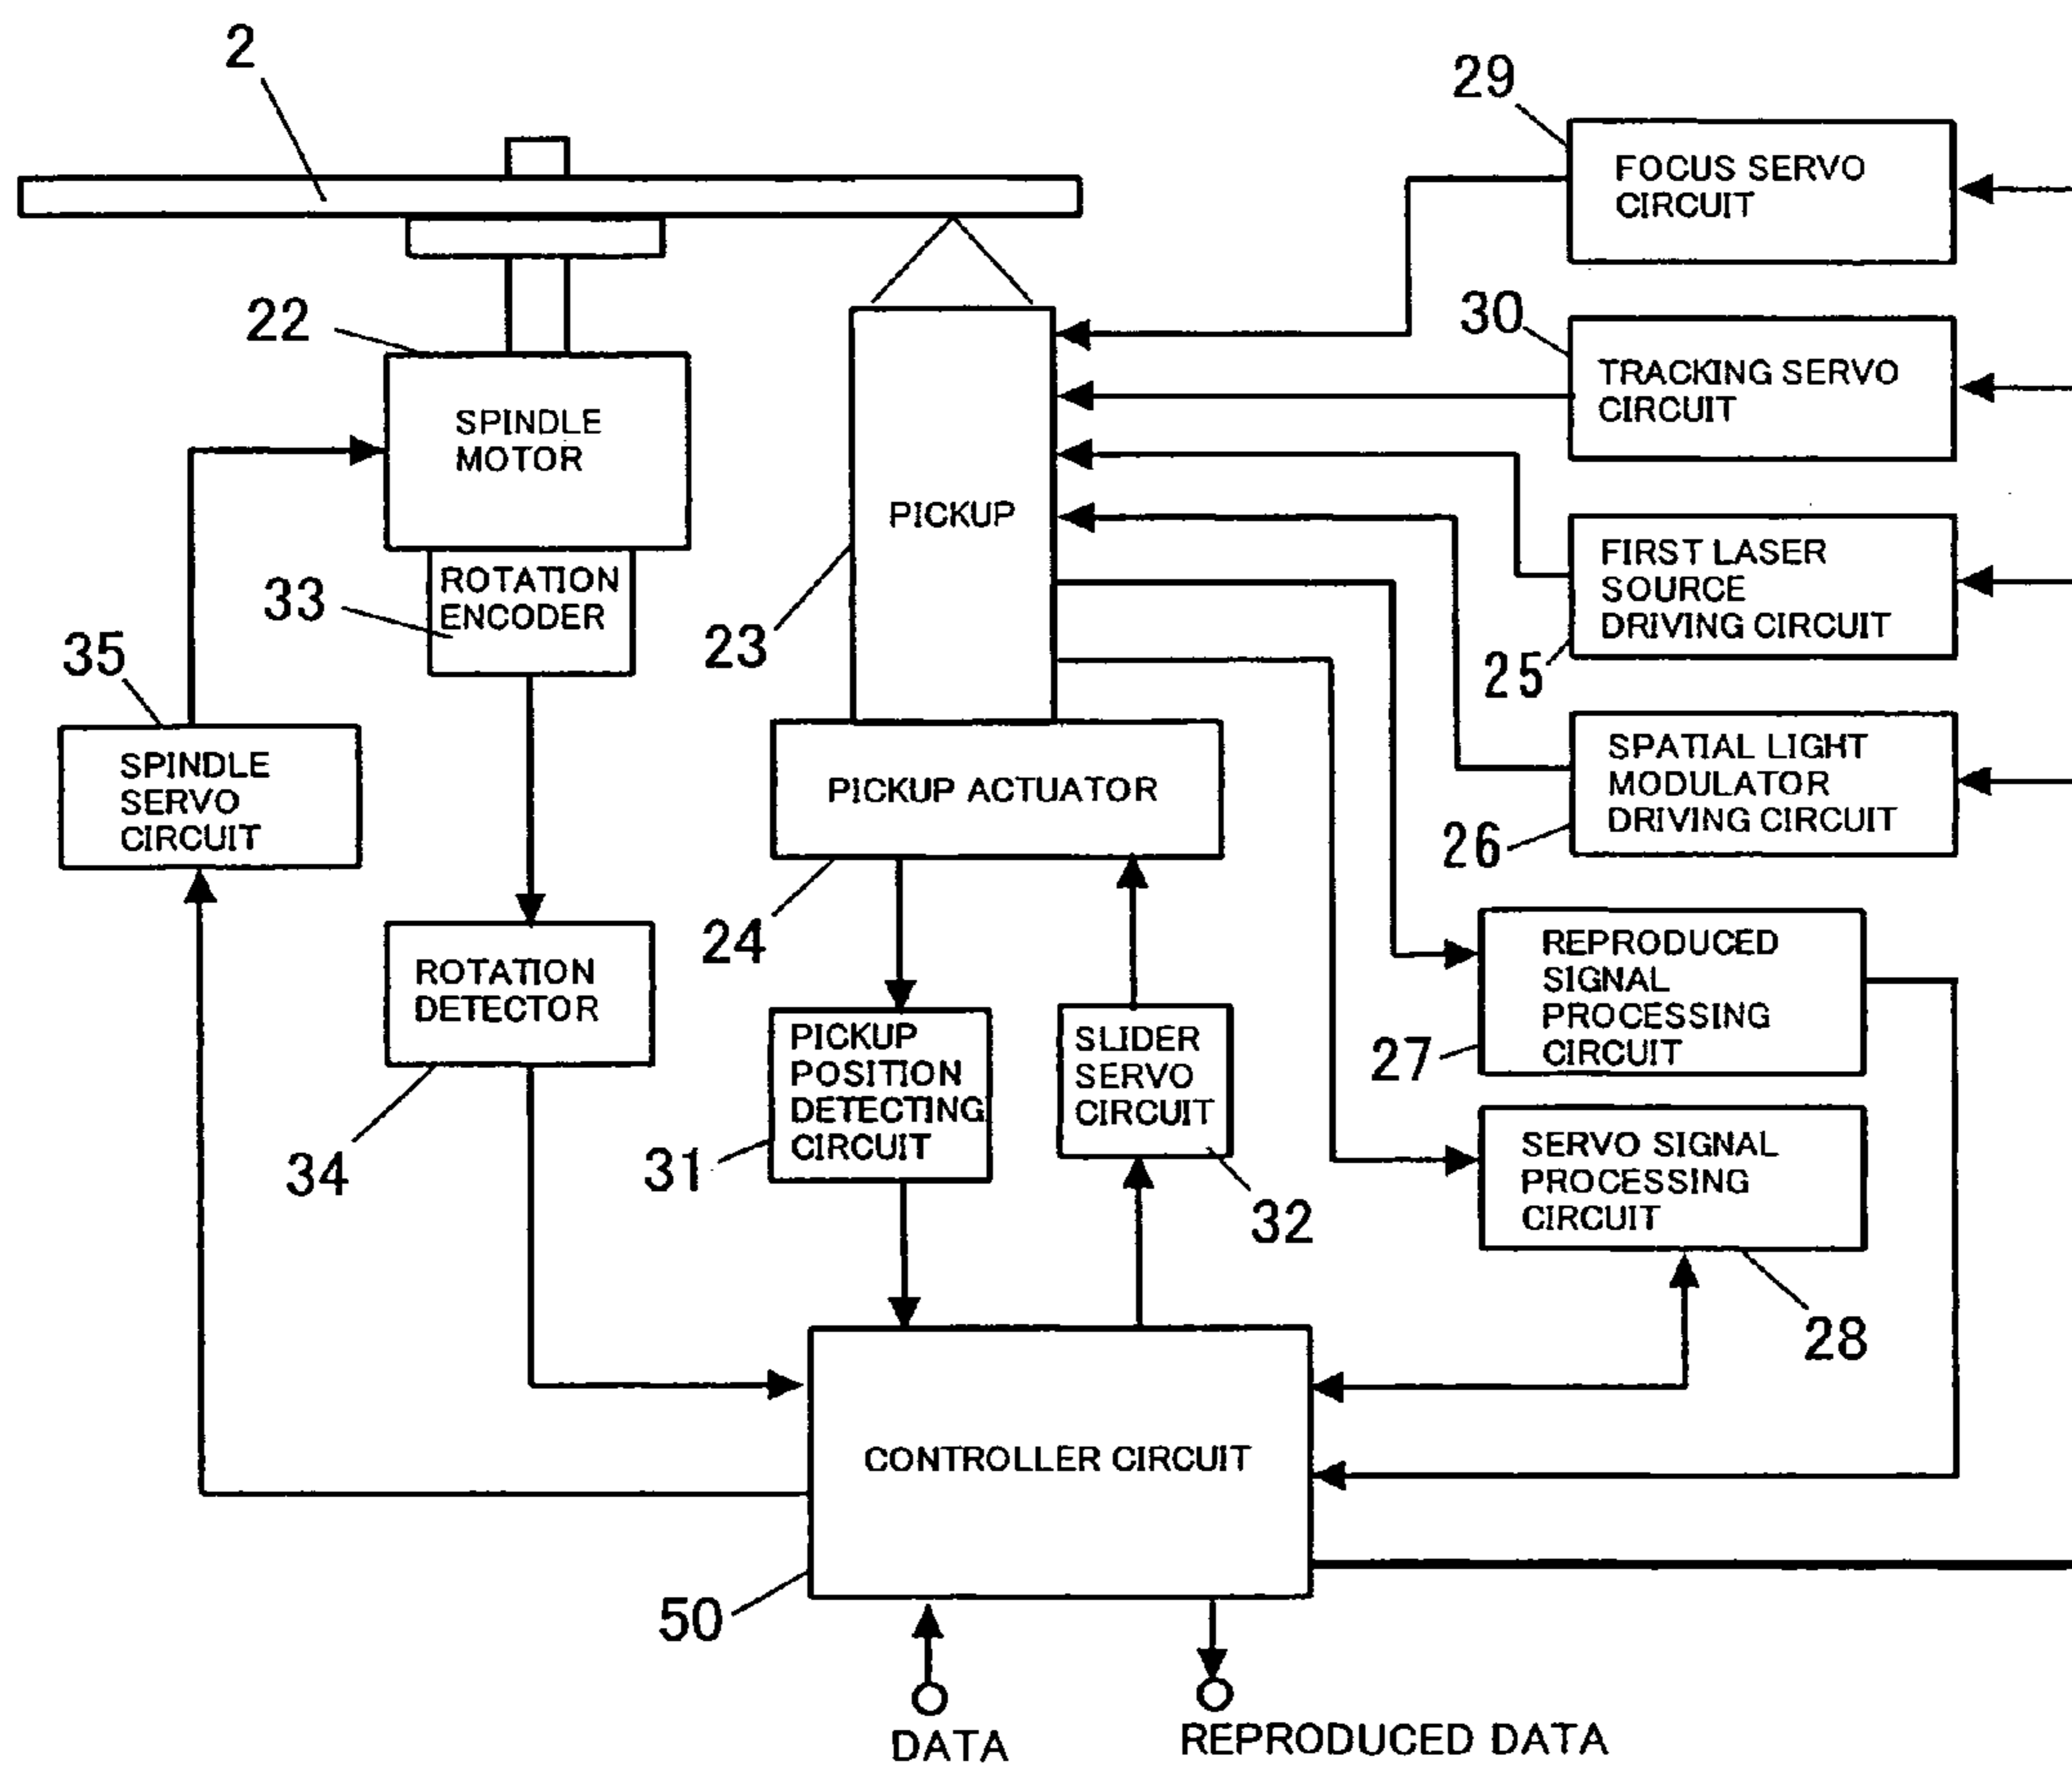 2
29
FOCUS SERVO
CIRCUIT
22
30
TRACKING SERVO
CIRCUIT
SPINDLE
MOTOR
PICKUP
23
FIRST LASER
SOURCE
DRIVING CIRCUIT
25
33
ROTATION
ENCODER
35
SPINDLE
SERVO
CIRCUIT
PICKUP ACTUATOR
24
SPATIAL LIGHT
MODULATOR
DRIVING CIRCUIT
26
ROTATION
DETECTOR
34
REPRODUCED
SIGNAL
PROCESSING
CIRCUIT
27
PICKUP
POSITION
DETECTING
CIRCUIT
31
SLIDER
SERVO
CIRCUIT
32
SERVO SIGNAL
PROCESSING
CIRCUIT
28
CONTROLLER CIRCUIT
50
DATA
REPRODUCED DATA